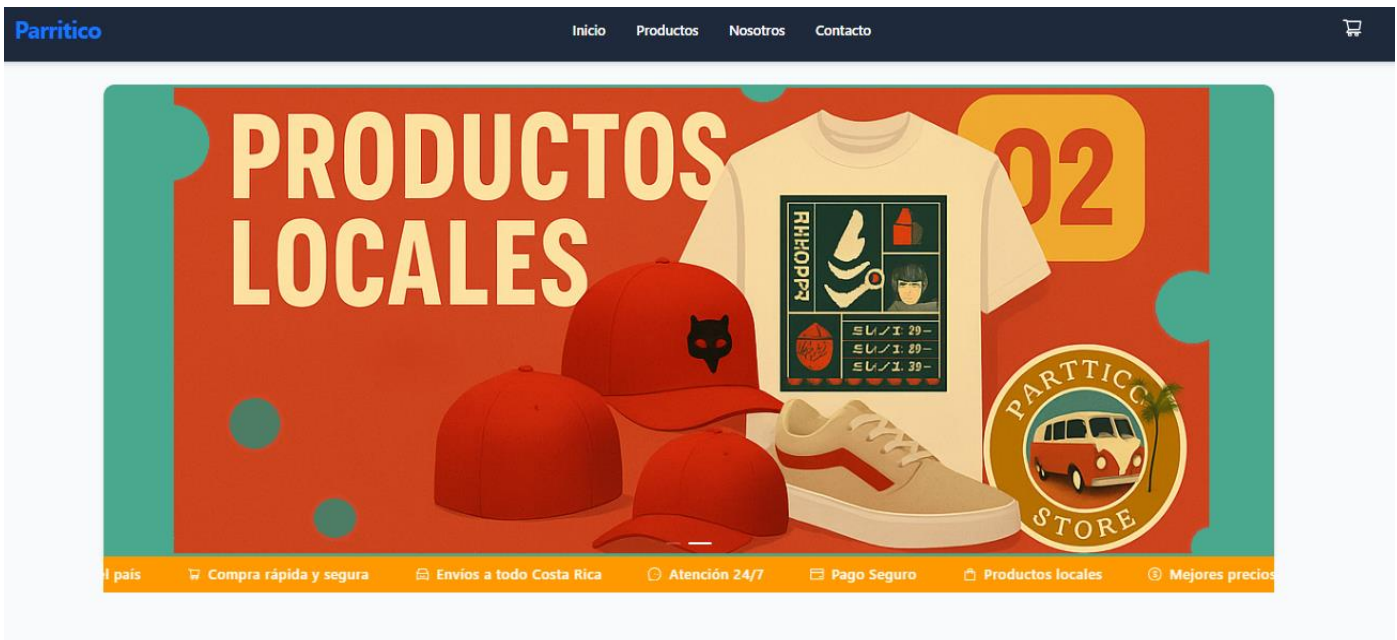 Parritico
Inicio Productos Nosotros Contacto
PRODUCTOS
LOCALES
02
PARTTICO
STORE
l país Compra rápida y segura Envíos a todo Costa Rica Atención 24/7 Pago Seguro Productos locales Mejores precios